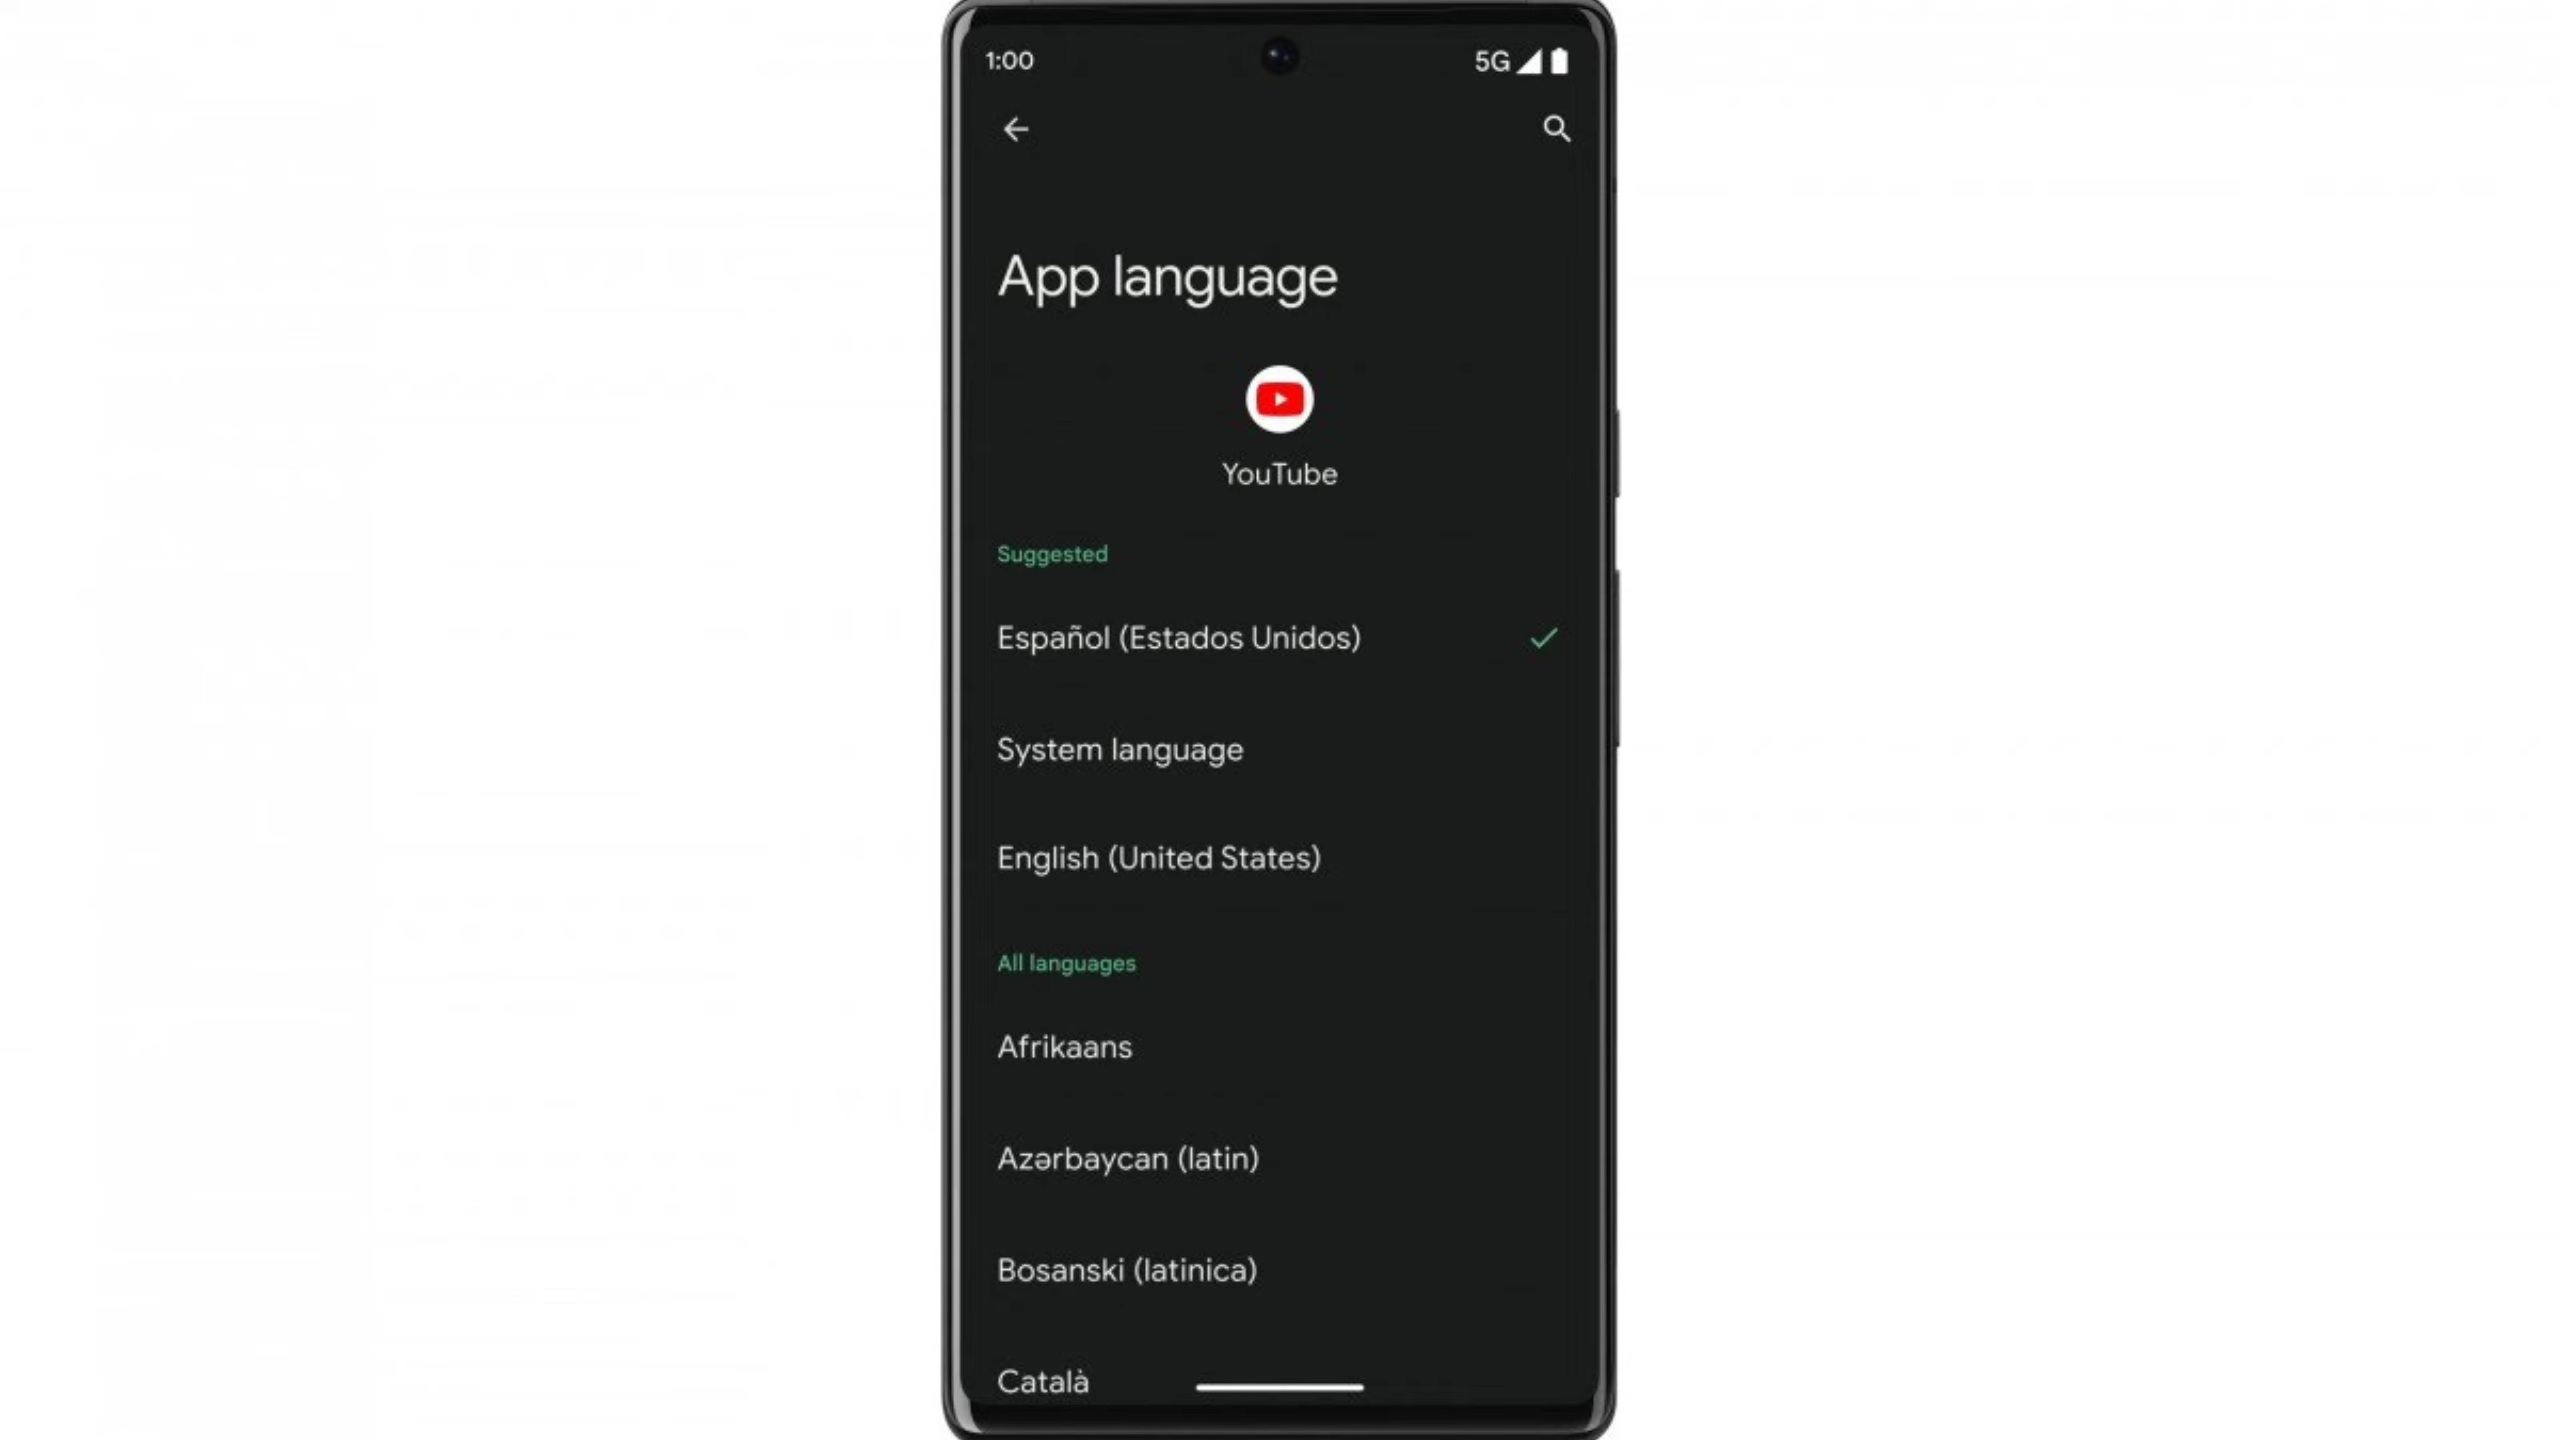 1:00 5G
App language
YouTube
Suggested
Español (Estados Unidos)
System language
English (United States)
All languages
Afrikaans
Azərbaycan (latin)
Bosanski (latinica)
Català